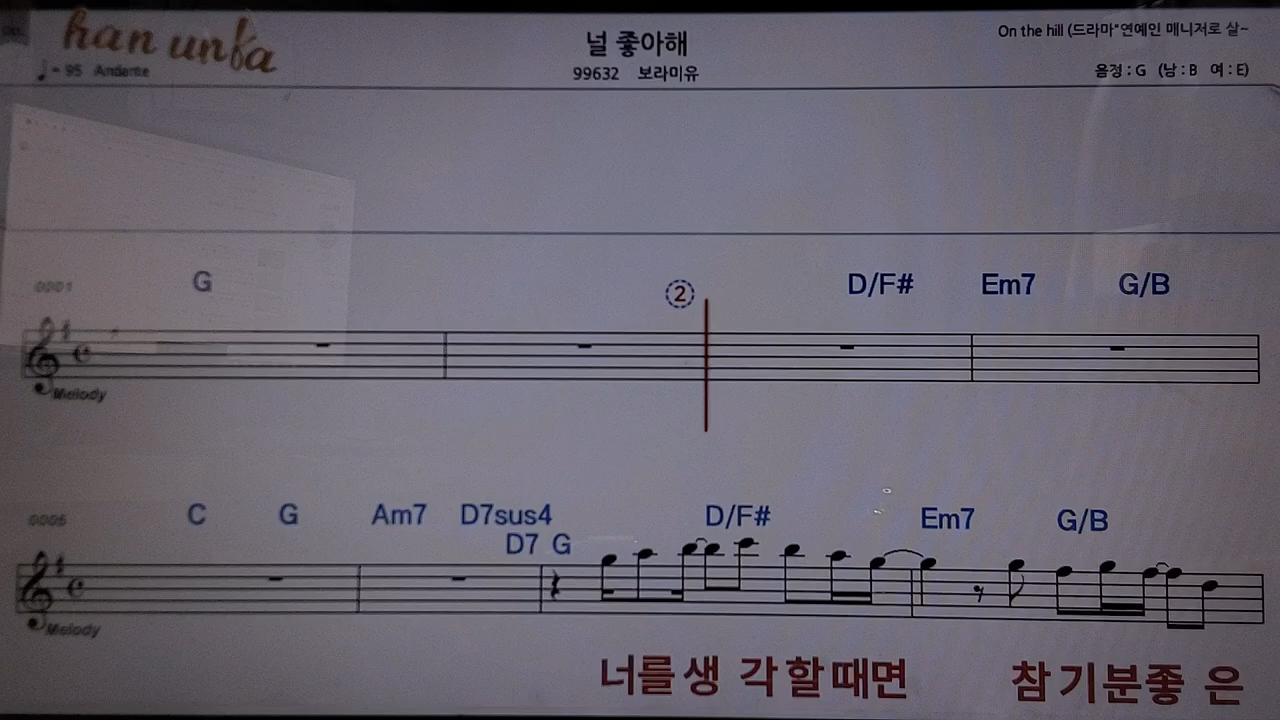 han unfa
널 좋아해
On the hill (드라마"연예인 매니저로 살~
♩= 95 Andante
99632 보라미유
음정 : G (남 : B 여 : E)
0001 G ② D/F# Em7 G/B
Melody
0005 C G Am7 D7sus4 D/F# Em7 G/B
D7 G
Melody
너를생 각할때면 참기분좋 은